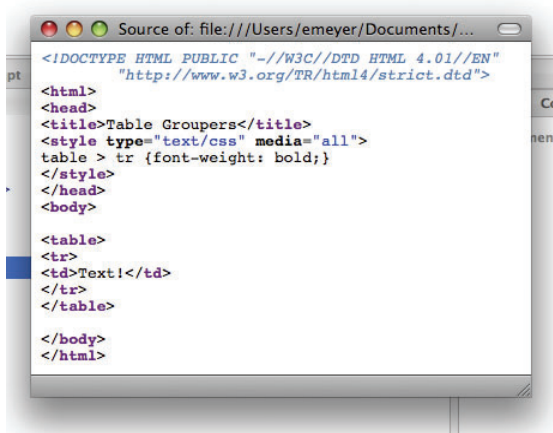 Source of: file:///Users/emeyer/Documents/...
<!DOCTYPE HTML PUBLIC "-//W3C//DTD HTML 4.01//EN"
"http://www.w3.org/TR/html4/strict.dtd">
<html>
<head>
<title>Table Groupers</title>
<style type="text/css" media="all">
table > tr {font-weight: bold;}
</style>
</head>
<body>
<table>
<tr>
<td>Text!</td>
</tr>
</table>
</body>
</html>